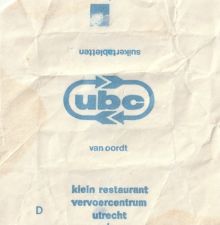 suikertabletten
ubc
van oordt
klein restaurant
vervoercentrum
utrecht
D